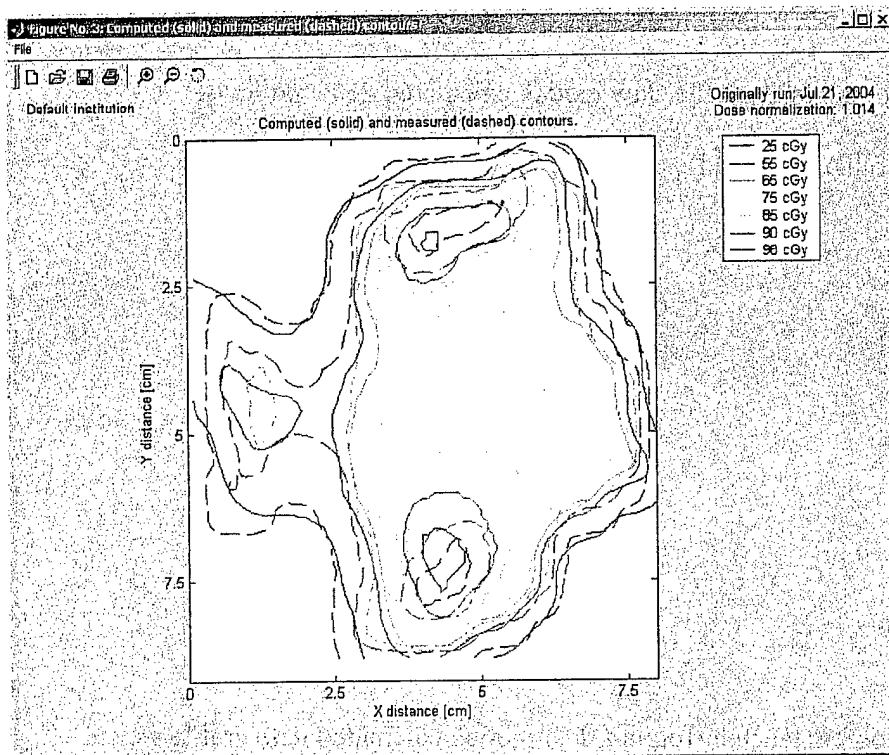 Figure No. 3: Computed (solid) and measured (dashed) contours
File
Default Institution
Originally run: Jul 21, 2004
Dose normalization: 1.014
Computed (solid) and measured (dashed) contours.
25 cGy
55 cGy
65 cGy
75 cGy
85 cGy
90 cGy
98 cGy
0
2.5
5
7.5
Y distance [cm]
0
2.5
5
7.5
X distance [cm]